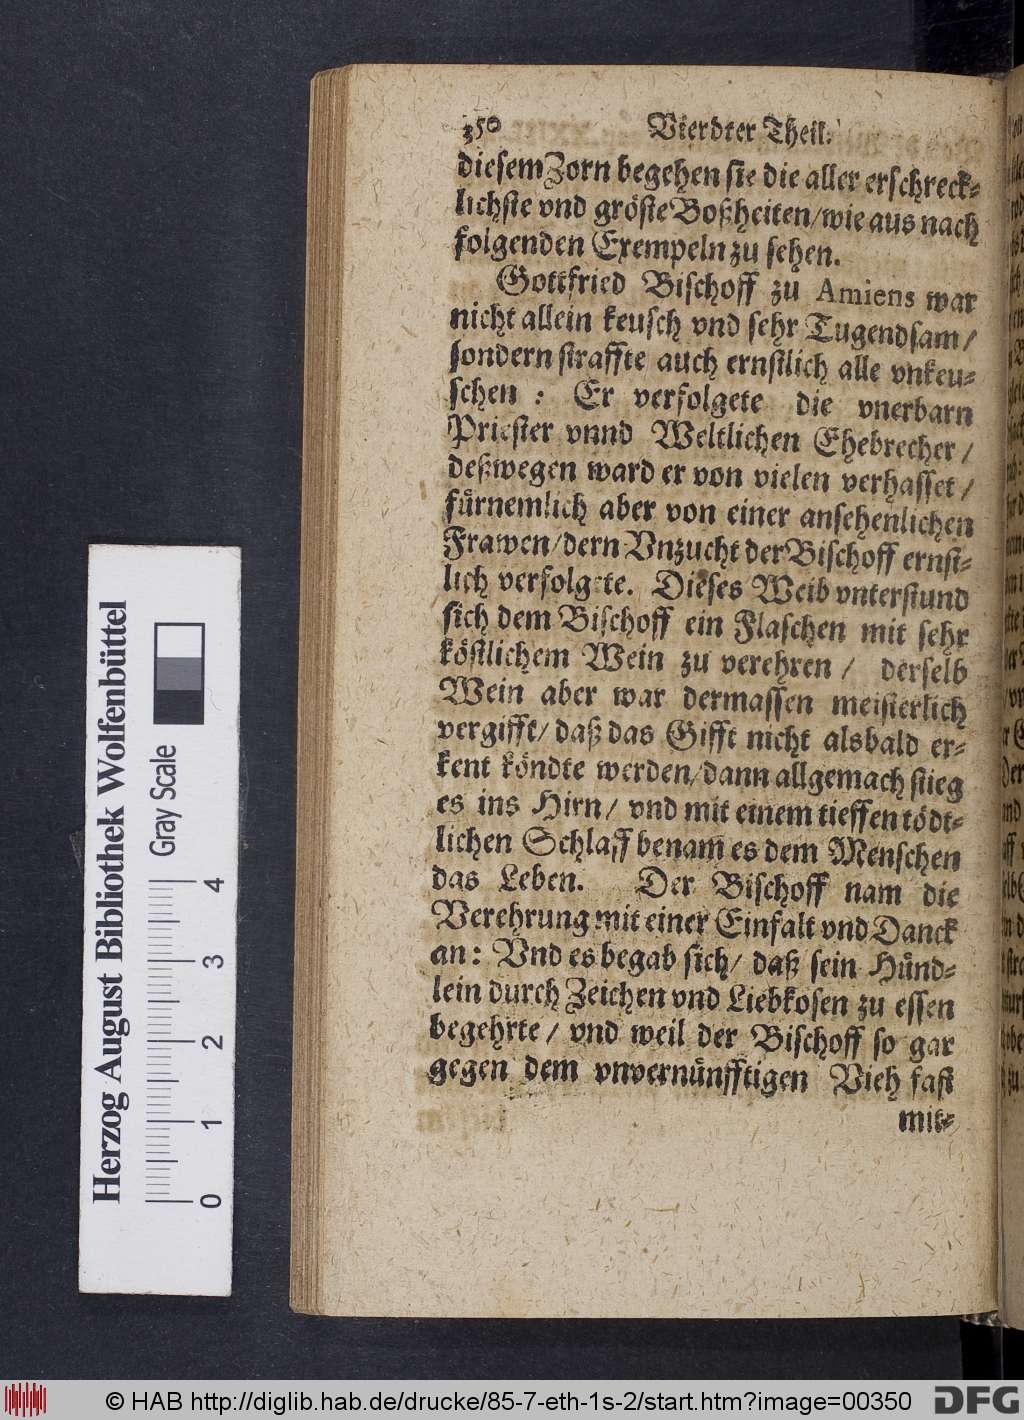 350 Vierdter Theil.
diesem Zorn begehen sie die aller erschreck-
lichste vnd gröste Boßheiten/wie aus nach
folgenden Exempeln zu sehen.
Gottfried Bischoff zu Amiens war
nicht allein keusch vnd sehr Tugendsam/
sondern straffte auch ernstlich alle vnkeu-
schen : Er verfolgete die vnerbarn
Priester vnnd Weltlichen Ehebrecher/
deßwegen ward er von vielen verhasset/
fürnemlich aber von einer ansehenlichen
Frawen/dern Vnzucht der Bischoff ernst-
lich verfolgete. Dieses Weib vnterstund
sich dem Bischoff ein Flaschen mit sehr
köstlichem Wein zu verehren / derselb
Wein aber war dermassen meisterlich
vergifft/ daß das Gifft nicht alsbald er-
kent köndte werden/dann allgemach stieg
es ins Hirn/ vnd mit einem tieffen tödt-
lichen Schlaff benam es dem Menschen
das Leben. Der Bischoff nam die
Verehrung mit einer Einfalt vnd Danck
an: Vnd es begab sich/ daß sein Hünd-
lein durch Zeichen vnd Liebkosen zu essen
begehrte/ vnd weil der Bischoff so gar
gegen dem vnvernünfftigen Vieh fast
mit-
Herzog August Bibliothek Wolfenbüttel
Gray Scale
0 1 2 3 4
© HAB http://diglib.hab.de/drucke/85-7-eth-1s-2/start.htm?image=00350
DFG